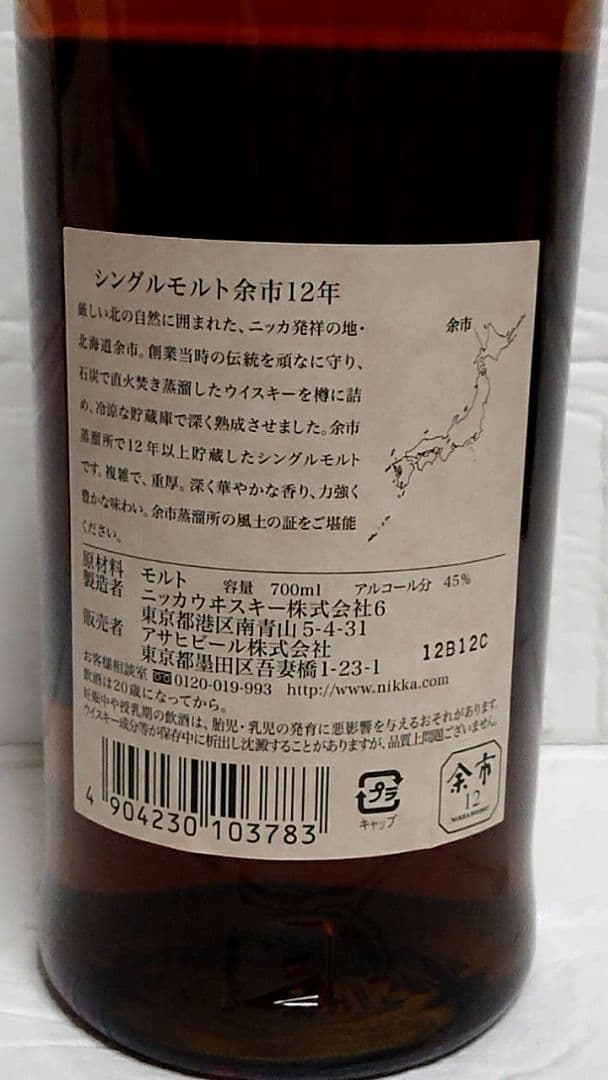 シングルモルト余市12年
厳しい北の自然に囲まれた、ニッカ発祥の地・
北海道余市。創業当時の伝統を頑なに守り、
石炭で直火焚き蒸溜したウイスキーを樽に詰
め、冷涼な貯蔵庫で深く熟成させました。余市
蒸溜所で12年以上貯蔵したシングルモルト
です。複雑で、重厚。深く華やかな香り、力強く
豊かな味わい。余市蒸溜所の風土の証をご堪能
ください。
余市
原材料 モルト 容量 700ml アルコール分 45%
製造者 ニッカウヰスキー株式会社6
東京都港区南青山5-4-31
販売者 アサヒビール株式会社
東京都墨田区吾妻橋1-23-1
12B12C
お客様相談室 0120-019-993 http://www.nikka.com
飲酒は20歳になってから。
妊娠中や授乳期の飲酒は、胎児・乳児の発育に悪影響を与えるおそれがあります。
ウイスキー成分等が保存中に析出し沈澱することがありますが、品質上問題ございません。
4 904230 103783
プラ
キャップ
余市
12
NIKKA WHISKY